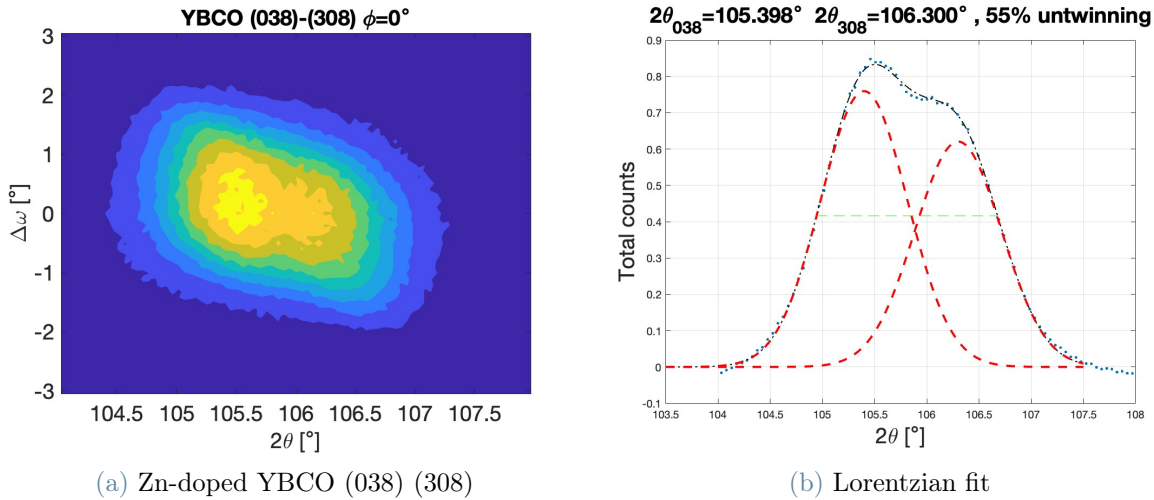 YBCO (038)-(308) ϕ=0°
3
2
1
0
-1
-2
-3
Δω [°]
104.5 105 105.5 106 106.5 107 107.5
2θ [°]
(a) Zn-doped YBCO (038) (308)
2θ038=105.398° 2θ308=106.300° , 55% untwinning
0.9
0.8
0.7
0.6
0.5
0.4
0.3
0.2
0.1
0
-0.1
Total counts
103.5 104 104.5 105 105.5 106 106.5 107 107.5 108
2θ [°]
(b) Lorentzian fit